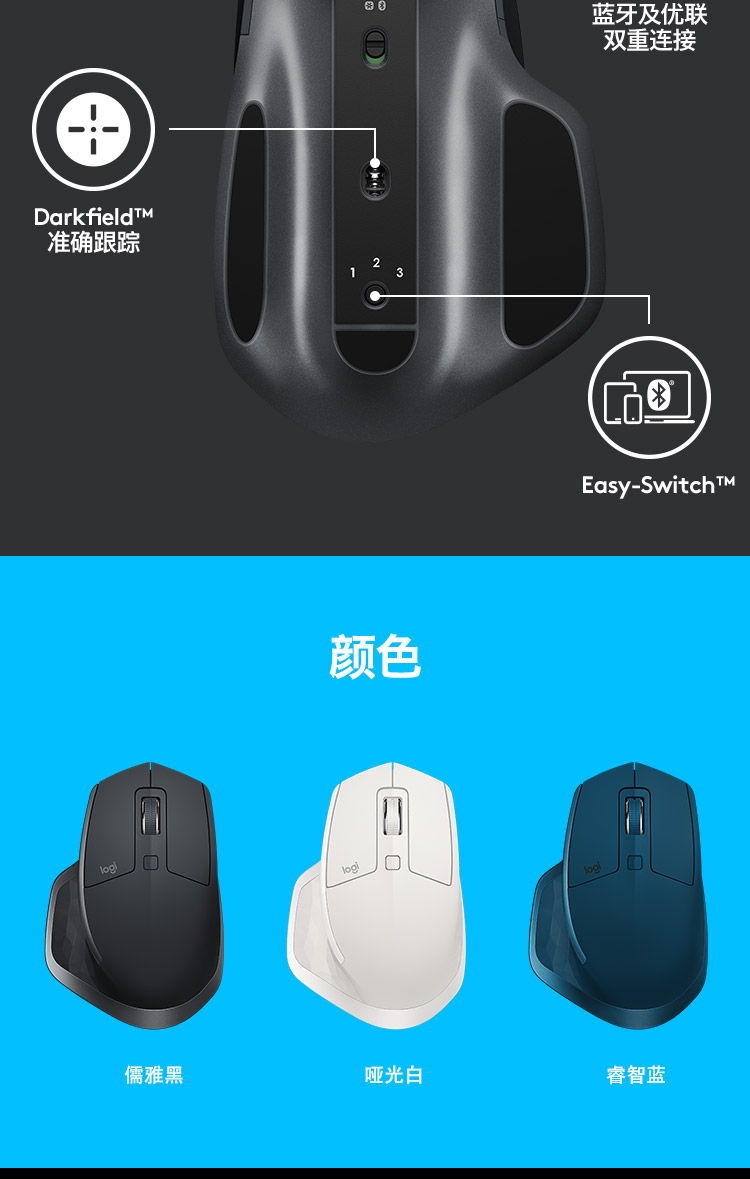 蓝牙及优联
双重连接
Darkfield™
准确跟踪
1 2 3
Easy-Switch™
颜色
logi
logi
logi
儒雅黑
哑光白
睿智蓝